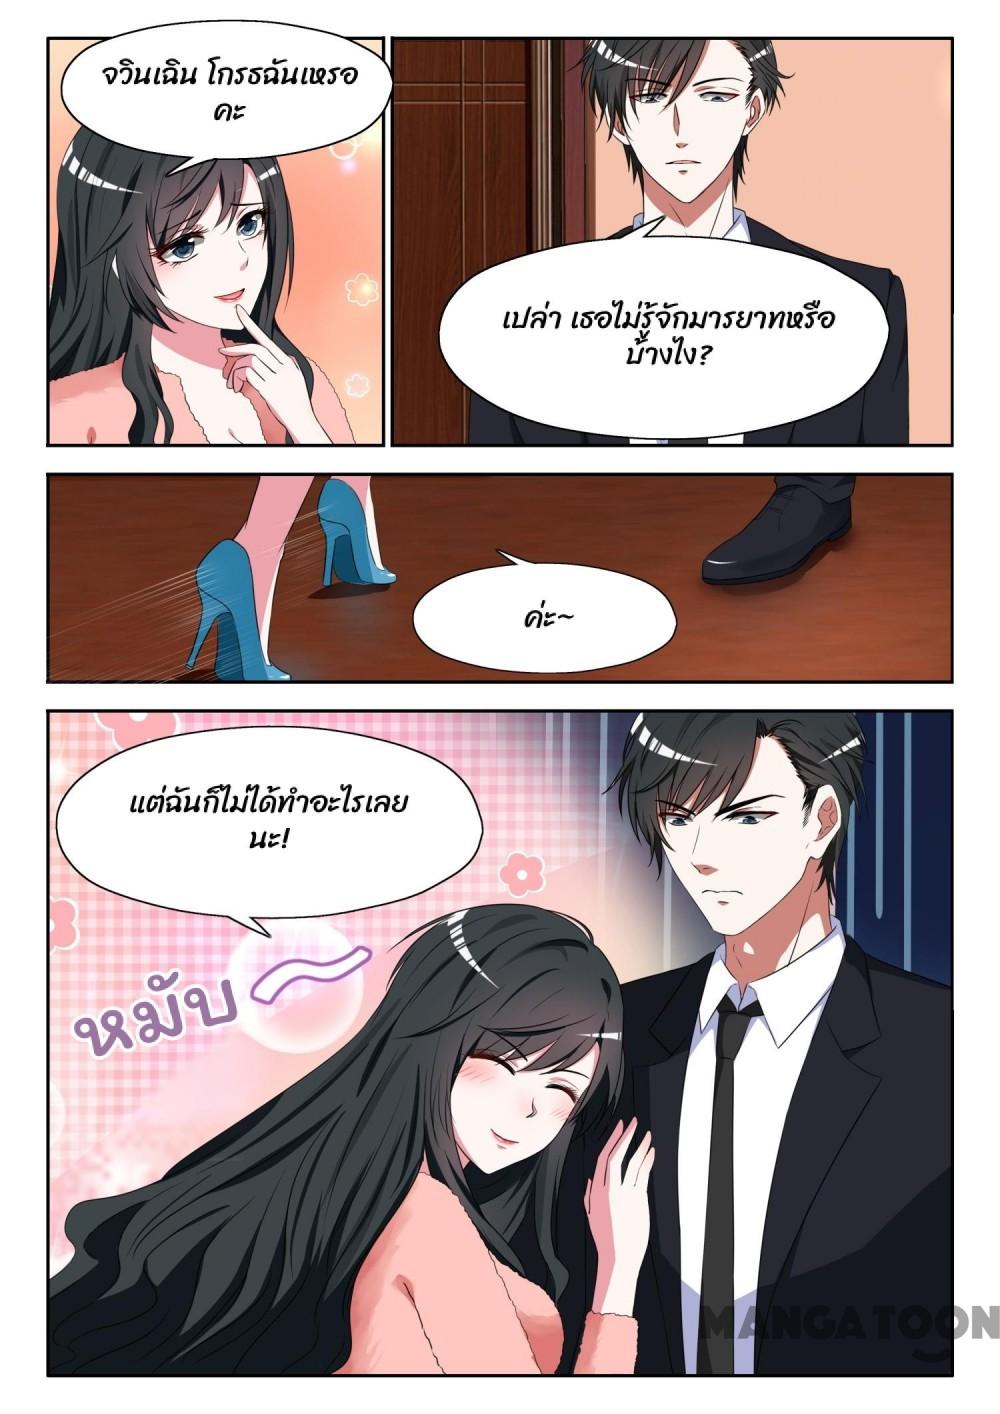 จวินเฉิน โกรธฉันเหรอ
คะ
เปล่า เธอไม่รู้จักมารยาทหรือ
บ้างไง?
ค่ะ~
แต่ฉันก็ไม่ได้ทำอะไรเลย
นะ!
หมับ~
MANGATOON